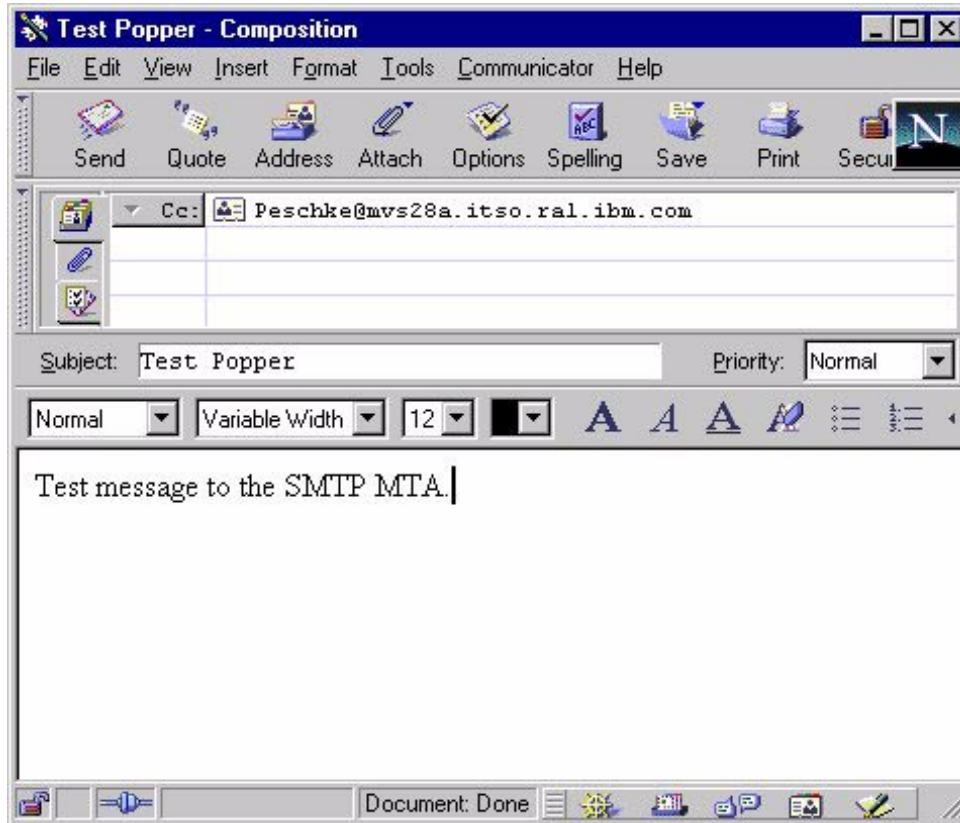 Test Popper - Composition
File Edit View Insert Format Tools Communicator Help
Send Quote Address Attach Options Spelling Save Print Secu N
ABC
Cc: Peschke@mvs28a.itso.ral.ibm.com
Subject: Test Popper Priority: Normal
Normal Variable Width 12 A A A
Test message to the SMTP MTA.
Document: Done